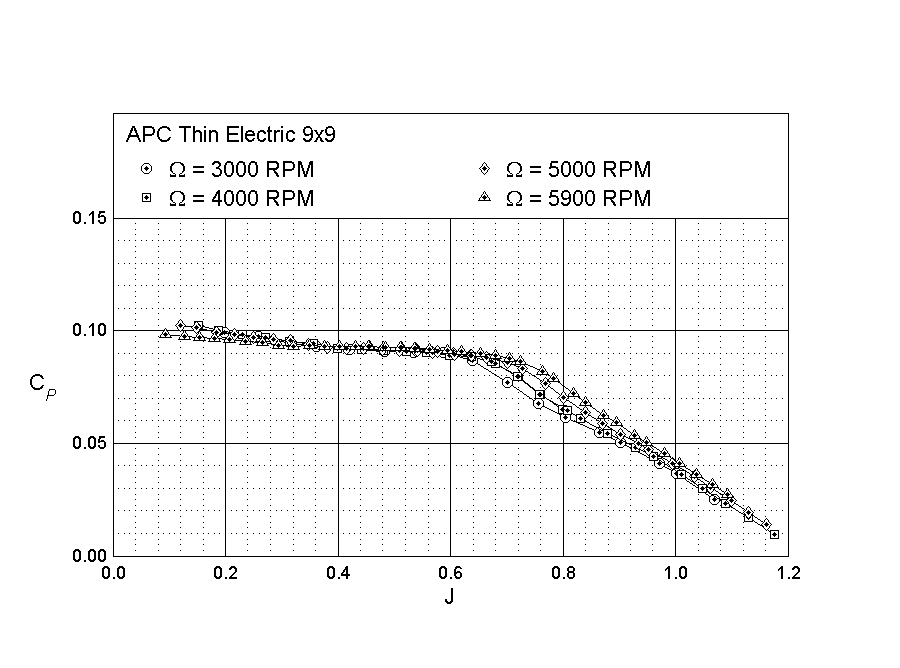 APC Thin Electric 9x9
Ω = 3000 RPM
Ω = 5000 RPM
Ω = 4000 RPM
Ω = 5900 RPM
0.15
0.10
C_P
0.05
0.00
0.0 0.2 0.4 0.6 0.8 1.0 1.2
J